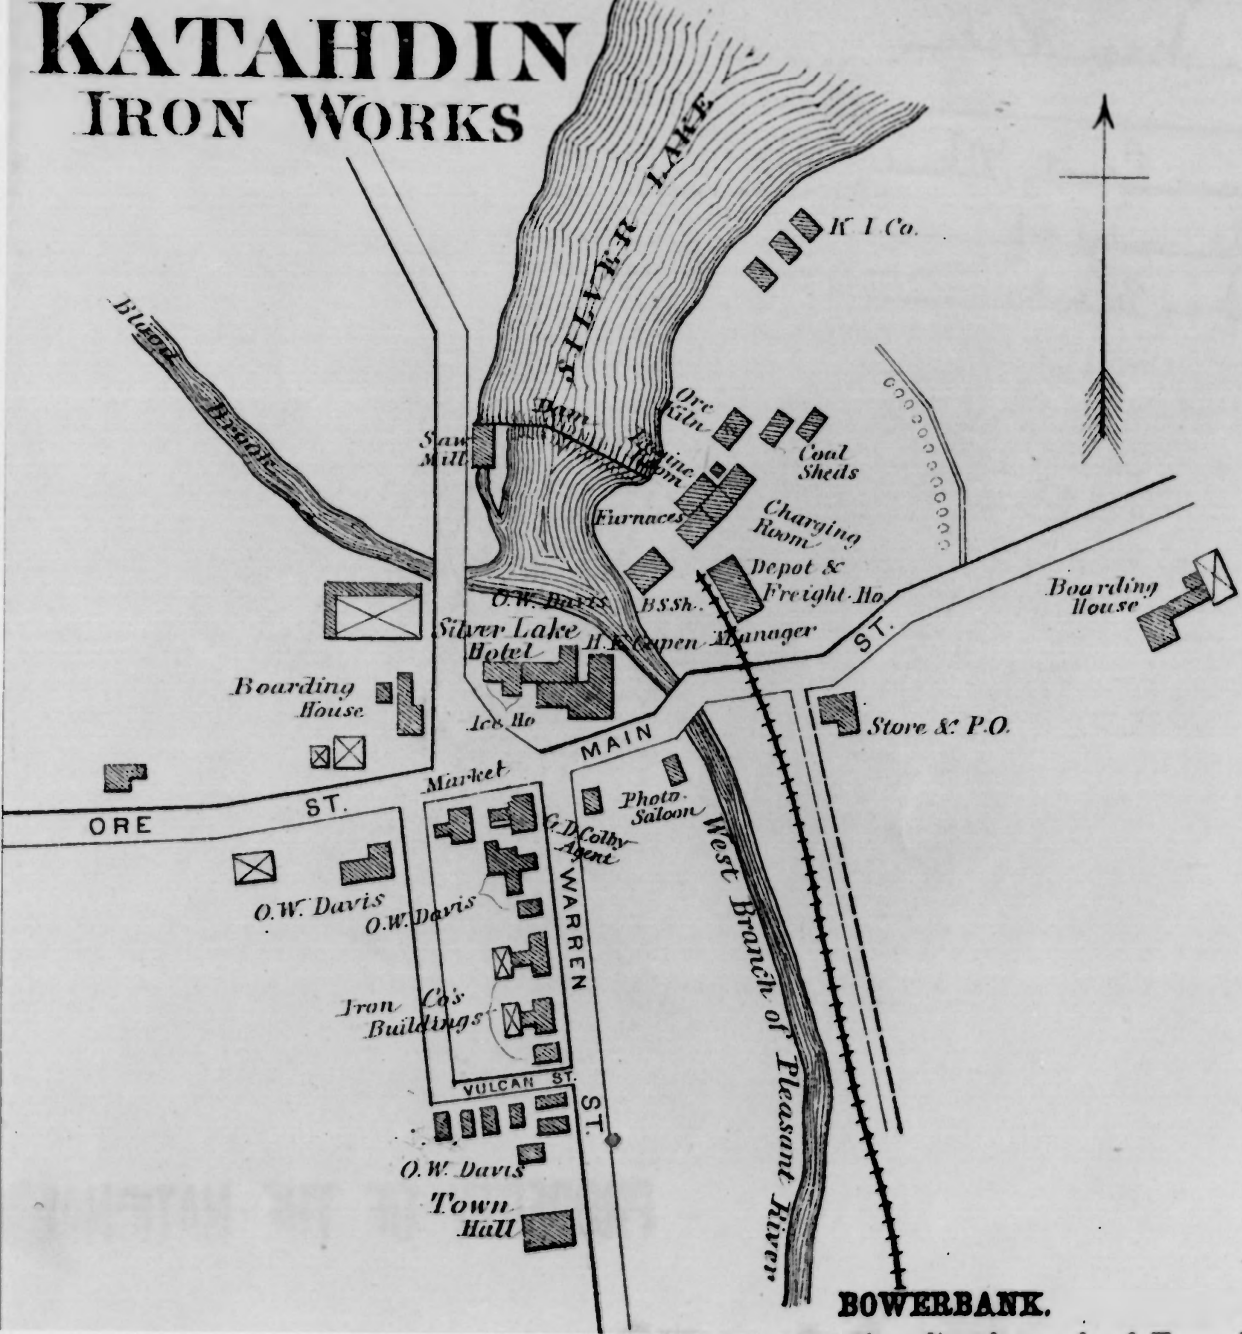 KATAHDIN
IRON WORKS
SILVER LAKE
K I Co.
Blood
Brook
Dam
Saw
Mill
Ore
Kiln
Coal
Sheds
Furnaces
Charging
Room
Depot &
Freight Ho.
B.S.Sh.
O.W. Davis
Silver Lake
Hotel
Manager
Boarding
House
Boarding
House
Ice Ho
Store & P.O.
MAIN ST.
ORE ST.
Market
Photo.
Saloon
G.D. Colby
Agent
O.W. Davis
O.W. Davis
WARREN ST.
West Branch of Pleasant River
Iron Co's
Buildings
VULCAN ST.
O.W. Davis
Town
Hall
BOWERBANK.